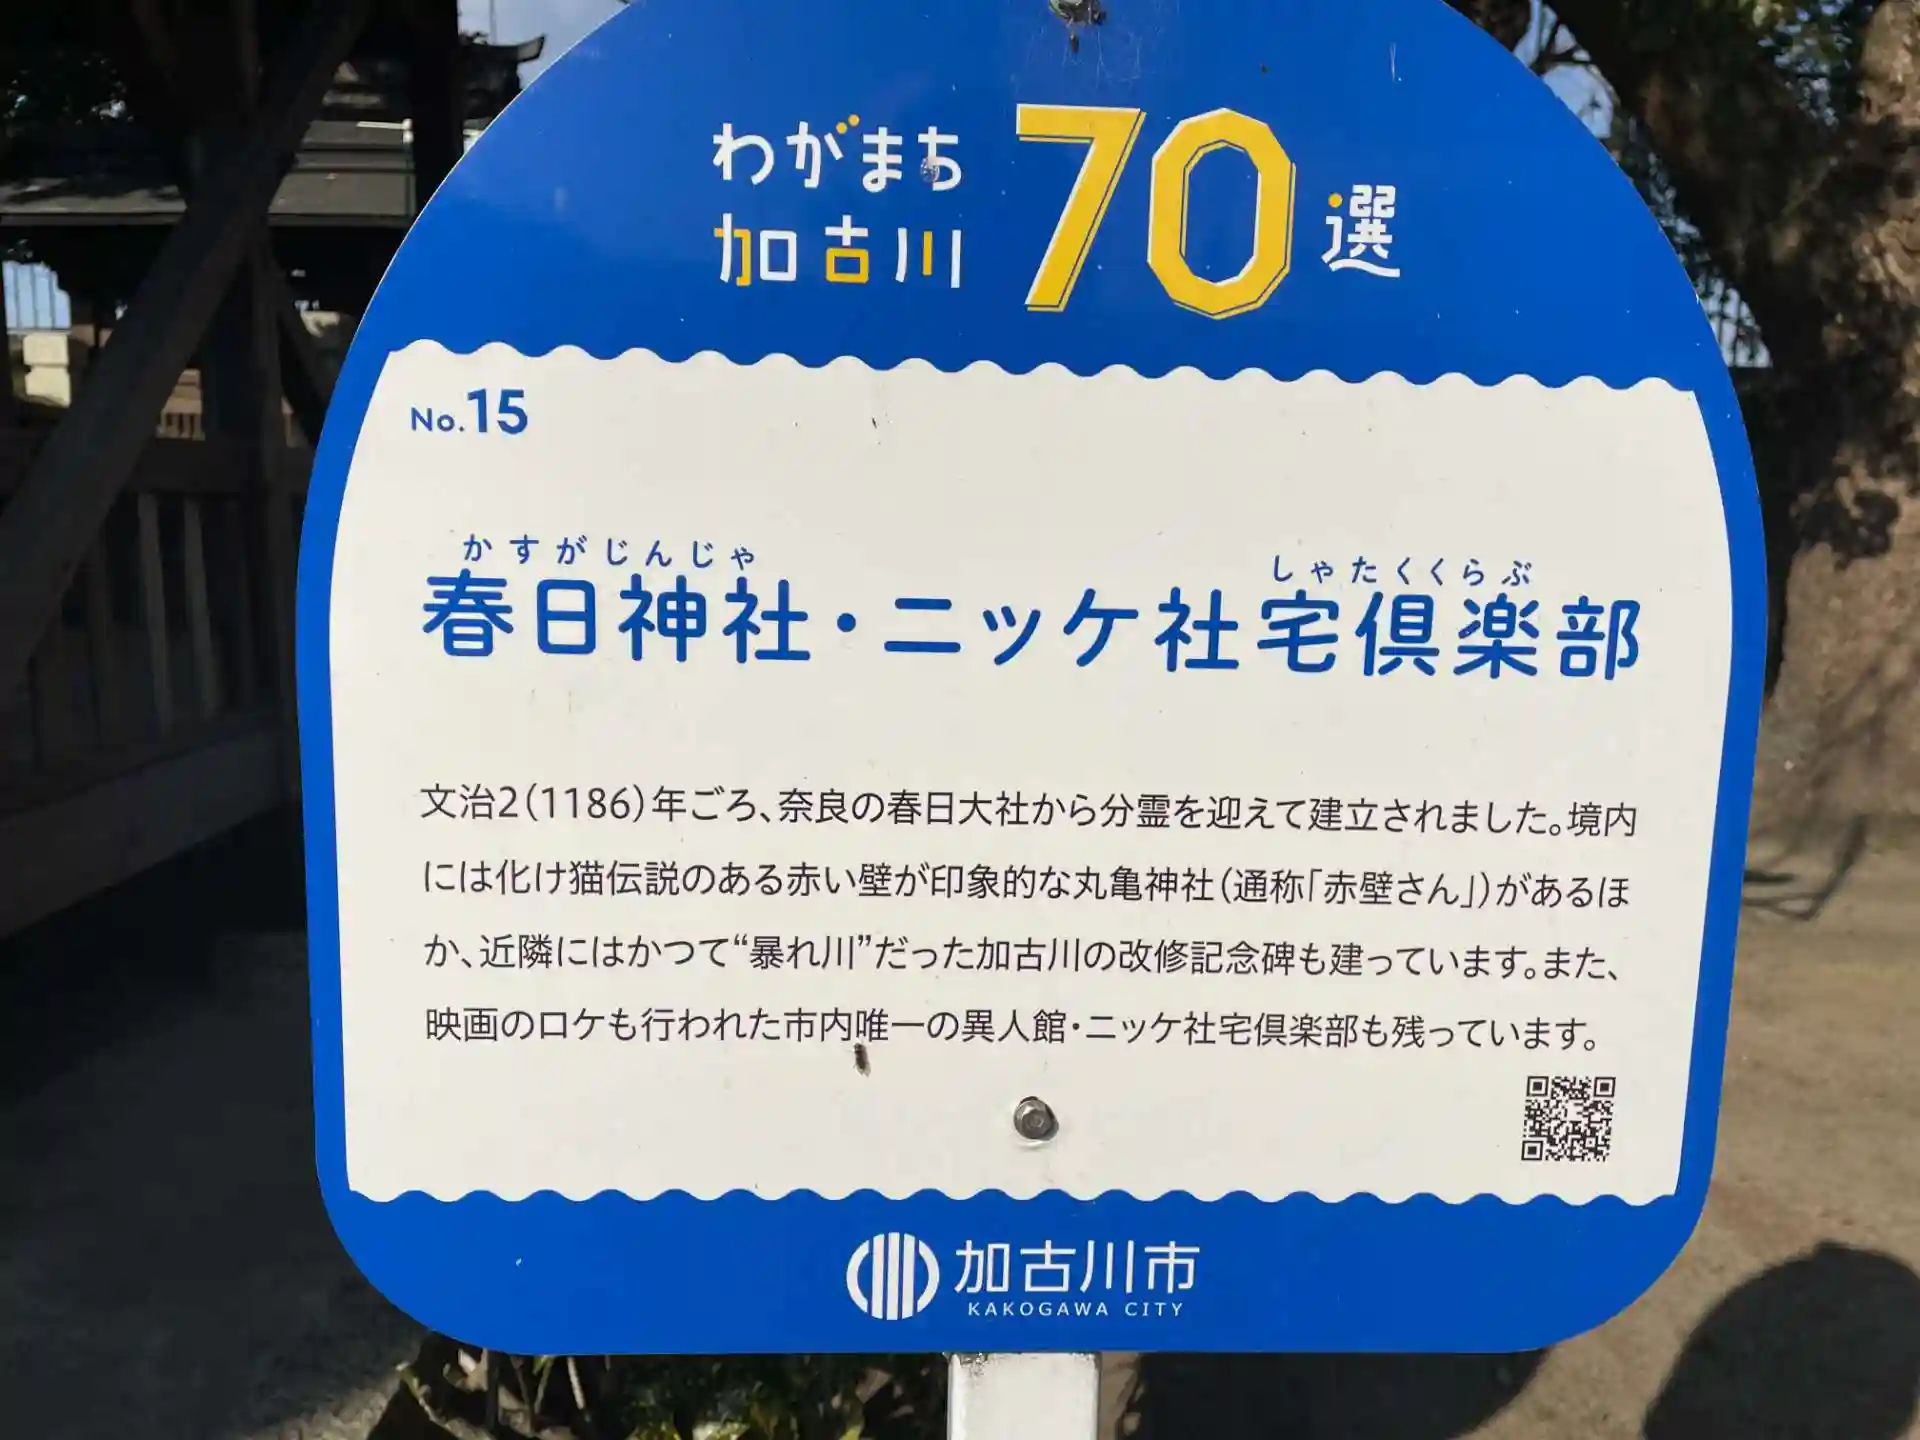 わがまち
加古川
70選
No.15
かすがじんじゃ
しゃたくくらぶ
春日神社・ニッケ社宅倶楽部
文治2(1186)年ごろ、奈良の春日大社から分霊を迎えて建立されました。境内
には化け猫伝説のある赤い壁が印象的な丸亀神社(通称「赤壁さん」)があるほ
か、近隣にはかつて“暴れ川”だった加古川の改修記念碑も建っています。また、
映画のロケも行われた市内唯一の異人館・ニッケ社宅倶楽部も残っています。
加古川市
KAKOGAWA CITY